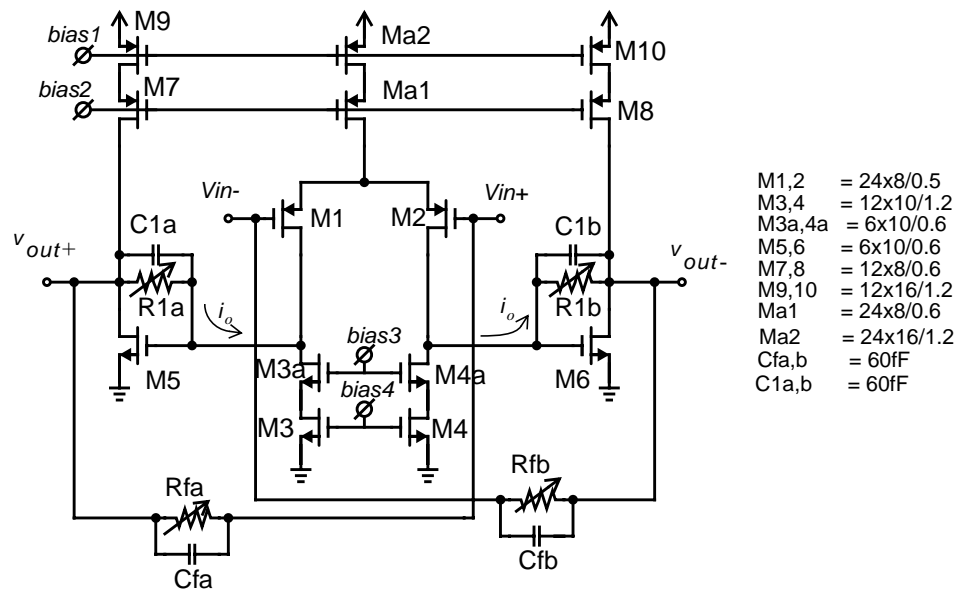 M9
bias1
Ma2
M10
bias2
M7
Ma1
M8
Vin-
Vin+
M1
M2
C1a
C1b
vout+
vout-
R1a
R1b
io
io
bias3
M5
M3a
M4a
M6
bias4
M3
M4
Rfa
Rfb
Cfa
Cfb
M1,2 = 24x8/0.5
M3,4 = 12x10/1.2
M3a,4a = 6x10/0.6
M5,6 = 6x10/0.6
M7,8 = 12x8/0.6
M9,10 = 12x16/1.2
Ma1 = 24x8/0.6
Ma2 = 24x16/1.2
Cfa,b = 60fF
C1a,b = 60fF